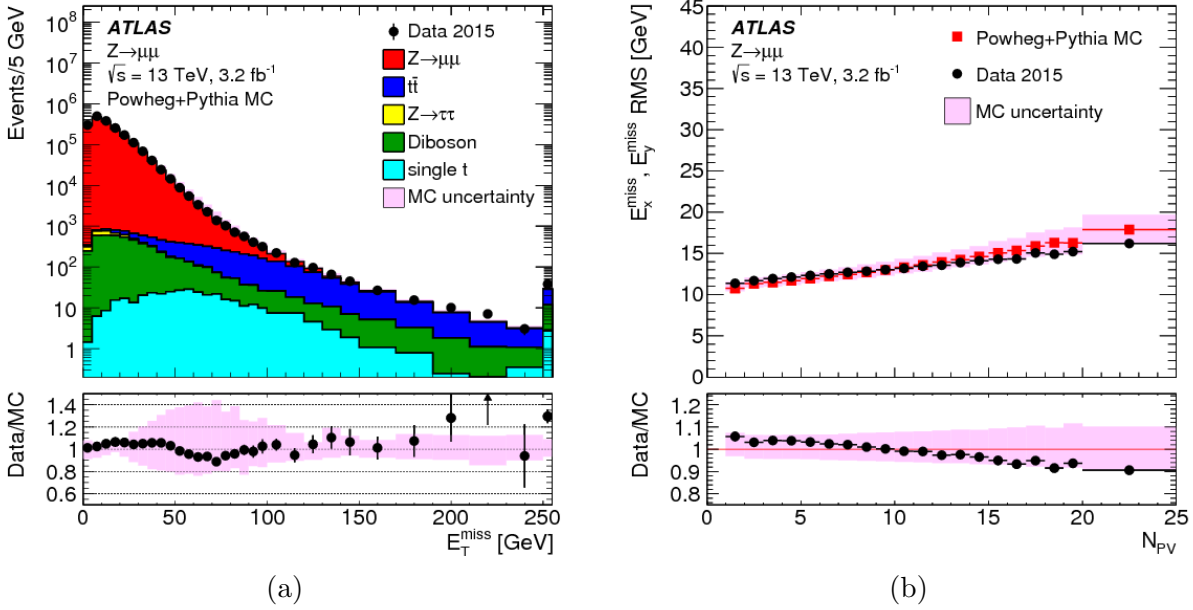 ATLAS
Z→μμ
√s = 13 TeV, 3.2 fb⁻¹
Powheg+Pythia MC
Data 2015
Z→μμ
tt̄
Z→ττ
Diboson
single t
MC uncertainty
Events/5 GeV
10⁸
10⁷
10⁶
10⁵
10⁴
10³
10²
10
1
Data/MC
1.4
1.2
1
0.8
0.6
0 50 100 150 200 250
E_T^miss [GeV]
(a)
ATLAS
Z→μμ
√s = 13 TeV, 3.2 fb⁻¹
Powheg+Pythia MC
Data 2015
MC uncertainty
E_x^miss, E_y^miss RMS [GeV]
45
40
35
30
25
20
15
10
5
0
Data/MC
1.2
1.1
1
0.9
0.8
0 5 10 15 20 25
N_PV
(b)